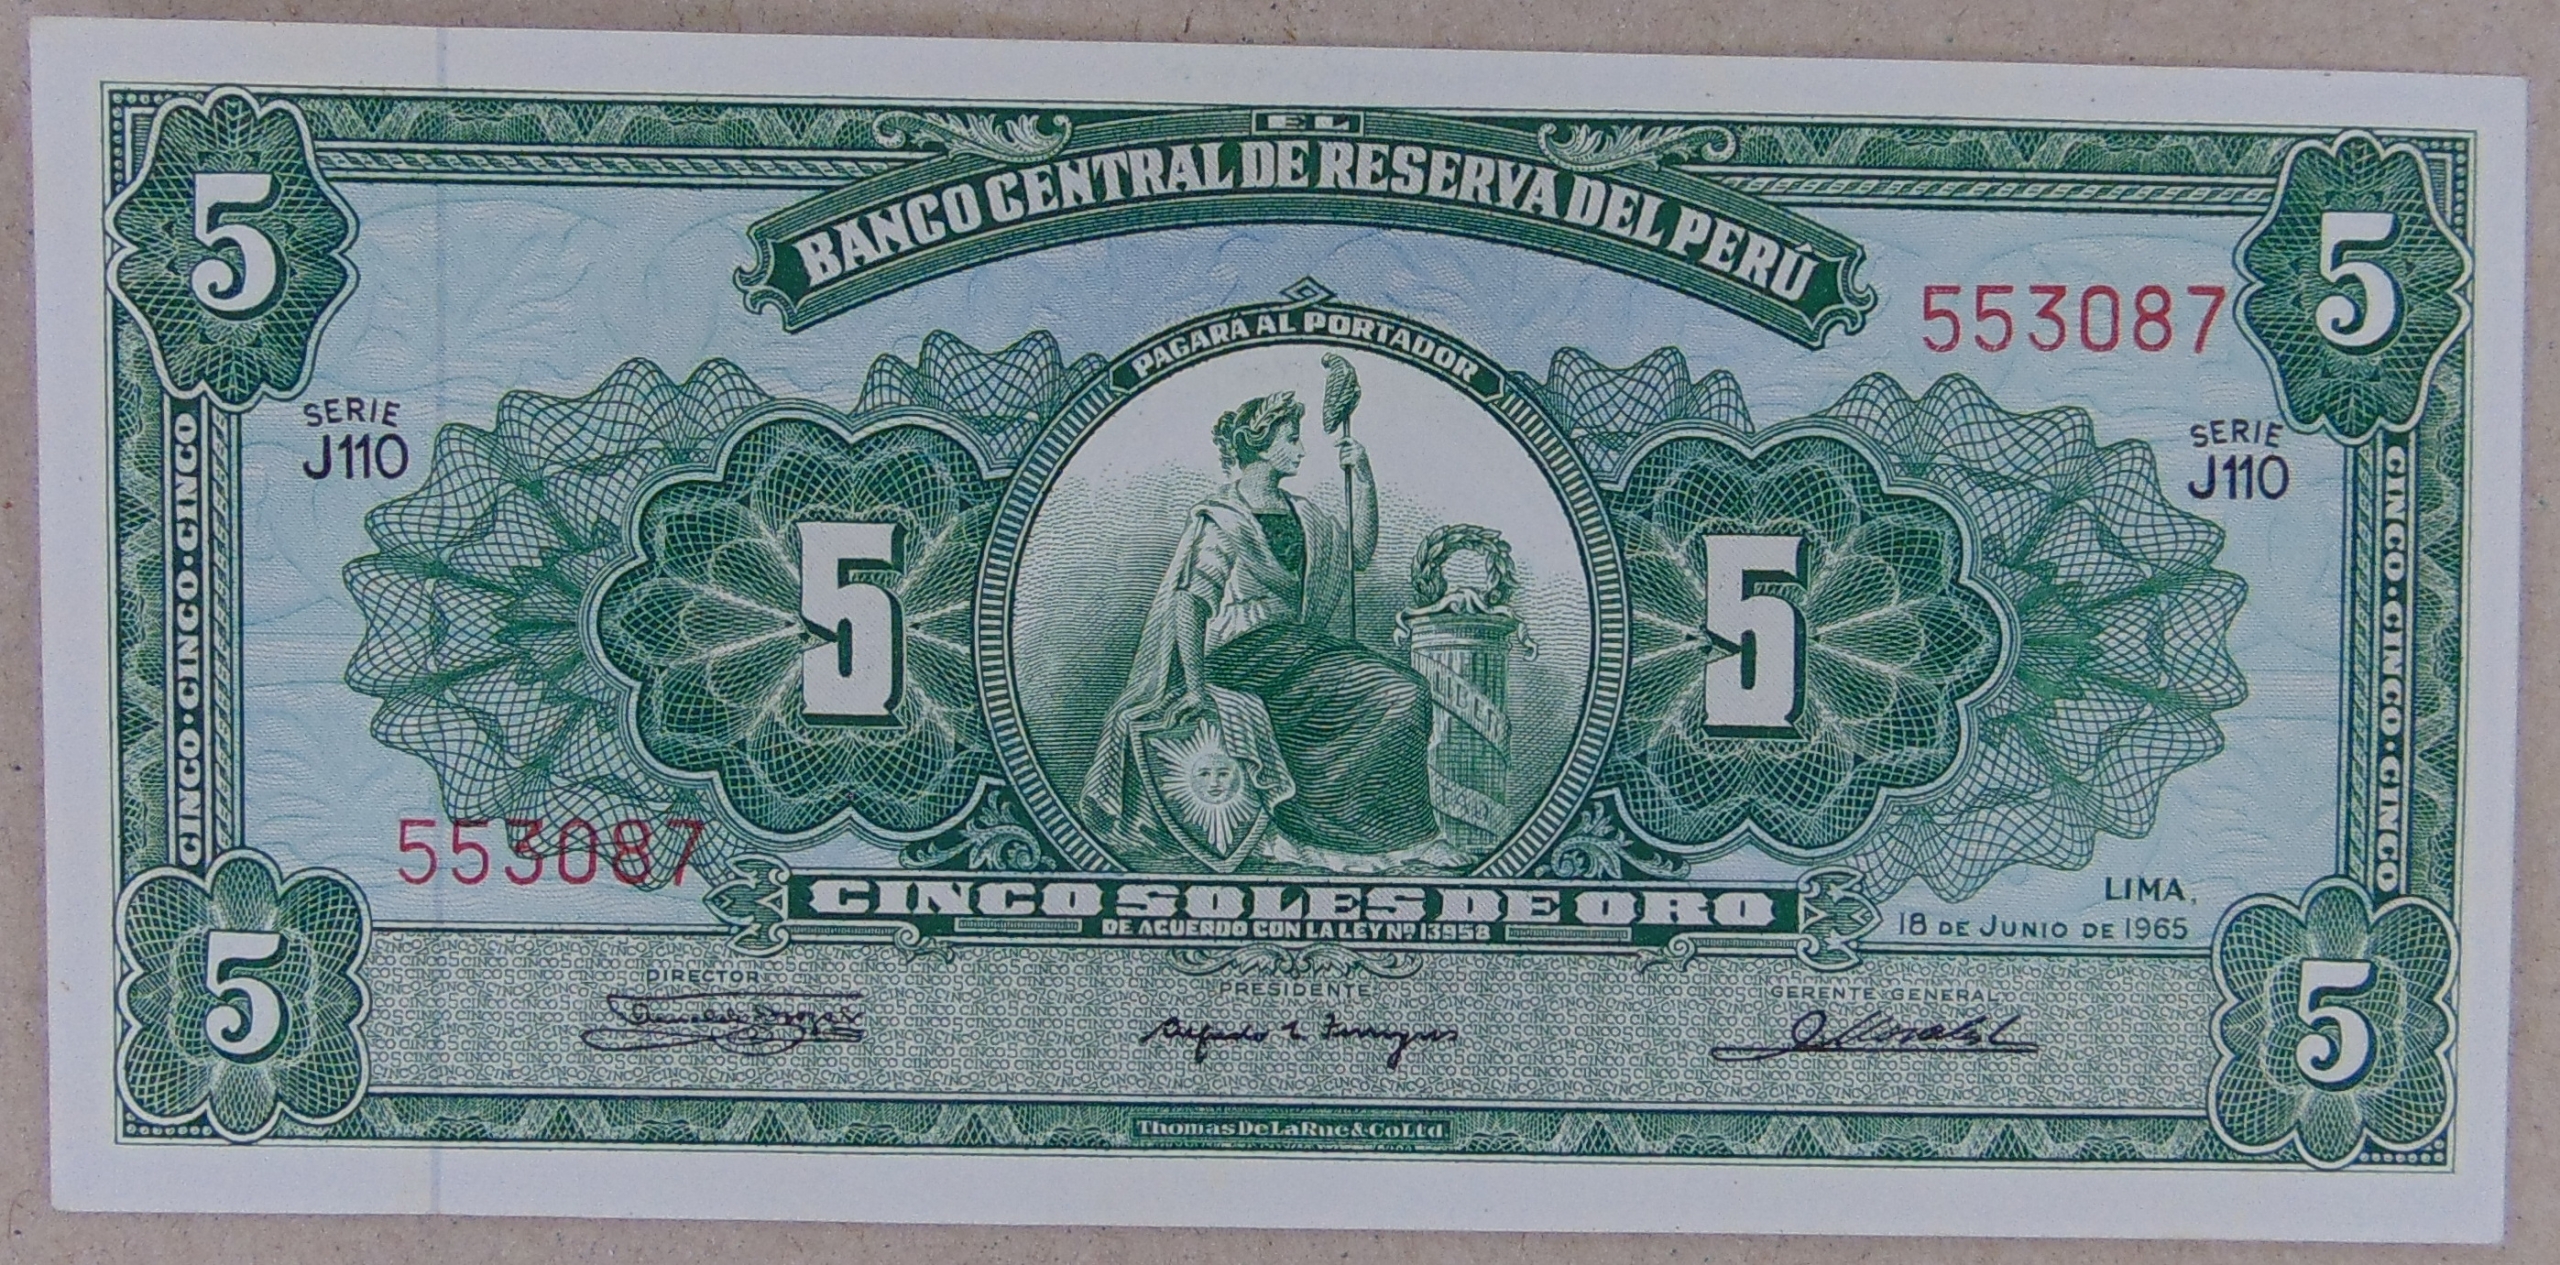 EL
BANCO CENTRAL DE RESERVA DEL PERÚ
5
5
553087
PAGARÁ AL PORTADOR
SERIE
J110
SERIE
J110
CINCO·CINCO·CINCO
CINCO·CINCO·CINCO
5
5
553087
CINCO SOLES DE ORO
DE ACUERDO CON LA LEY Nº 13958
LIMA,
18 DE JUNIO DE 1965
5
5
DIRECTOR
PRESIDENTE
GERENTE GENERAL
Thomas De La Rue & Co Ltd